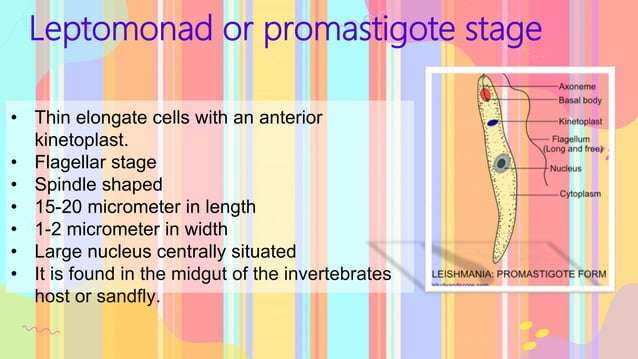 Leptomonad or promastigote stage
• Thin elongate cells with an anterior
kinetoplast.
• Flagellar stage
• Spindle shaped
• 15-20 micrometer in length
• 1-2 micrometer in width
• Large nucleus centrally situated
• It is found in the midgut of the invertebrates
host or sandfly.
Axoneme
Basal body
Kinetoplast
Flagellum
(Long and free)
Nucleus
Cytoplasm
LEISHMANIA: PROMASTIGOTE FORM